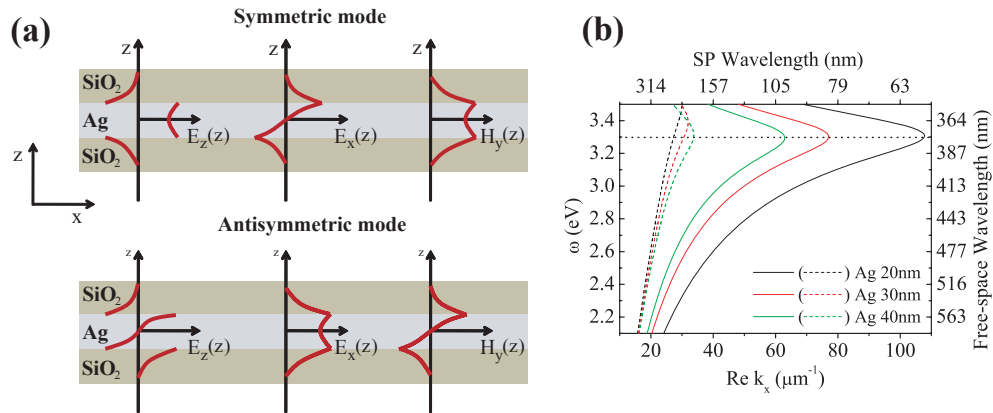 (a)
Symmetric mode
z z z
SiO2
Ag
SiO2
Ez(z) Ex(z) Hy(z)
z
x
Antisymmetric mode
z z z
SiO2
Ag
SiO2
Ez(z) Ex(z) Hy(z)
(b)
SP Wavelength (nm)
314 157 105 79 63
3.4
3.2
3.0
2.8
2.6
2.4
2.2
ω (eV)
364
387
413
443
477
516
563
Free-space Wavelength (nm)
(---) Ag 20nm
(---) Ag 30nm
(---) Ag 40nm
20 40 60 80 100
Re kx (μm⁻¹)